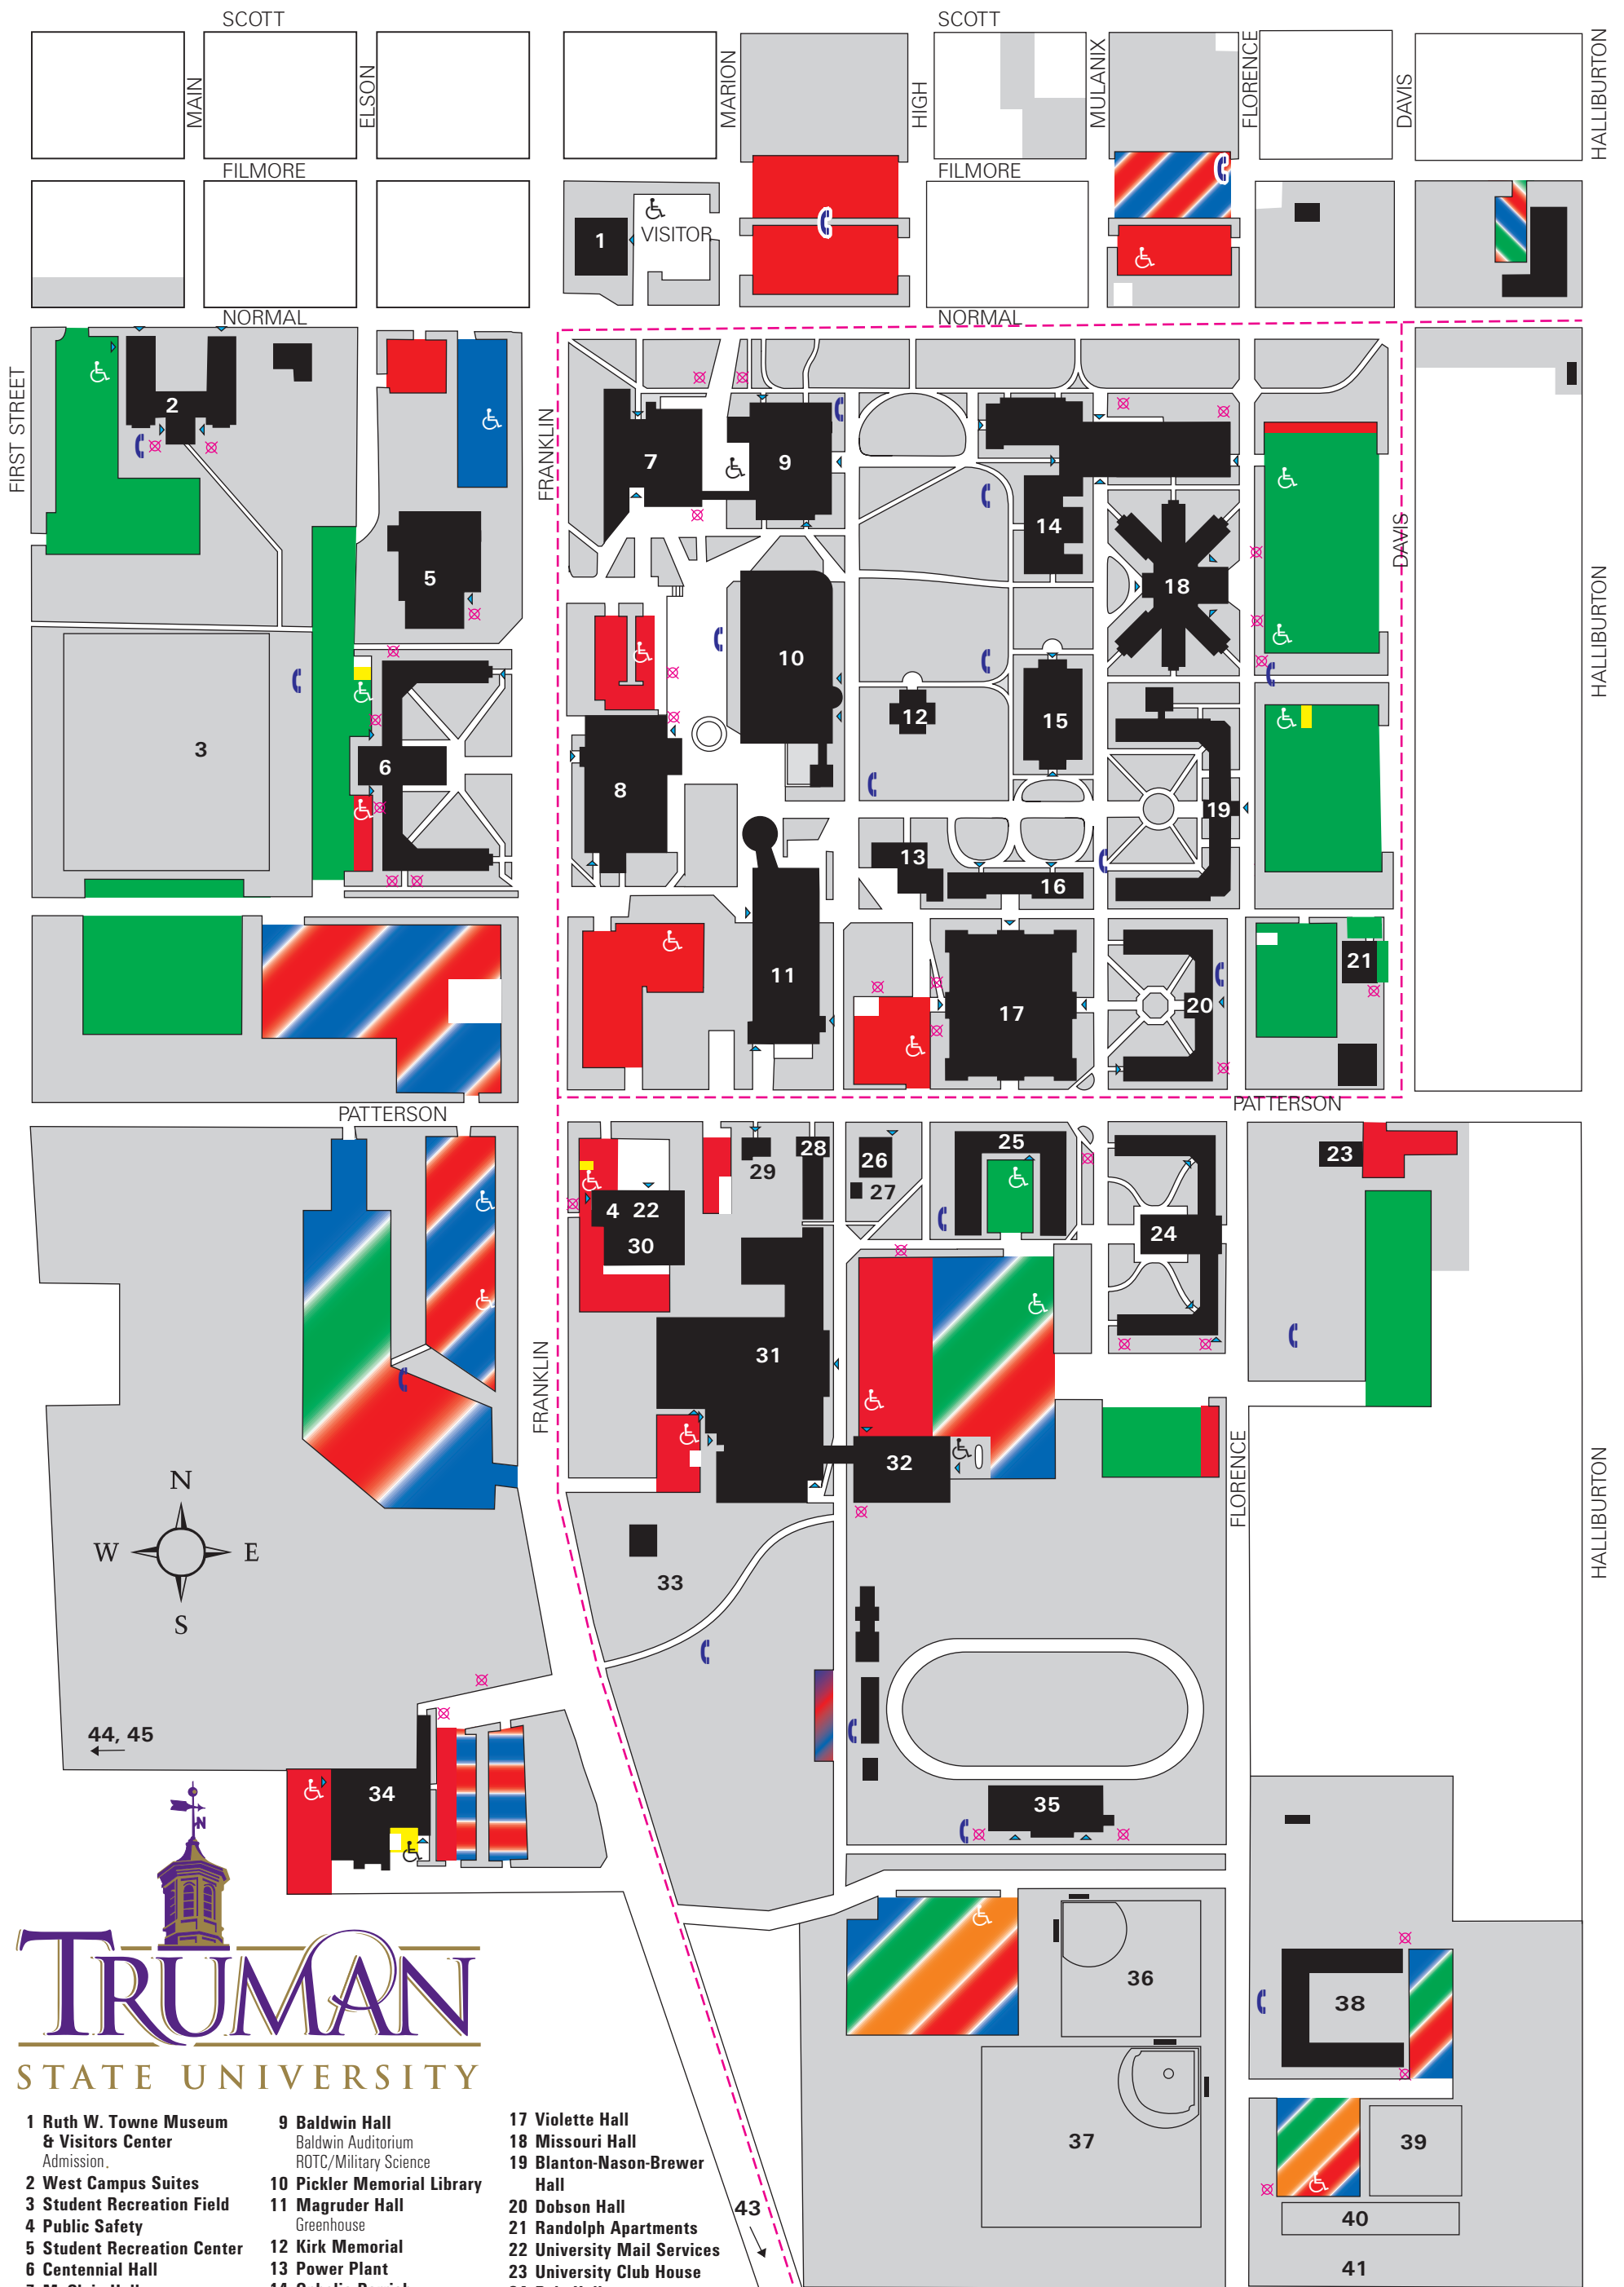 SCOTT
SCOTT
MAIN
ELSON
MARION
HIGH
MULANIX
FLORENCE
DAVIS
HALLIBURTON
FILMORE
FILMORE
1
VISITOR
NORMAL
NORMAL
FIRST STREET
FRANKLIN
2
7
9
5
14
18
DAVIS
HALLIBURTON
10
12
15
3
6
8
19
13
16
11
17
20
21
PATTERSON
PATTERSON
4 22
30
29
28
26
27
25
24
23
31
FRANKLIN
32
FLORENCE
HALLIBURTON
N
W E
S
33
44, 45
34
35
N
TRUMAN
STATE UNIVERSITY
36
38
37
39
40
41
43
1 Ruth W. Towne Museum
& Visitors Center
Admission.
2 West Campus Suites
3 Student Recreation Field
4 Public Safety
5 Student Recreation Center
6 Centennial Hall
9 Baldwin Hall
Baldwin Auditorium
ROTC/Military Science
10 Pickler Memorial Library
11 Magruder Hall
Greenhouse
12 Kirk Memorial
13 Power Plant
17 Violette Hall
18 Missouri Hall
19 Blanton-Nason-Brewer
Hall
20 Dobson Hall
21 Randolph Apartments
22 University Mail Services
23 University Club House